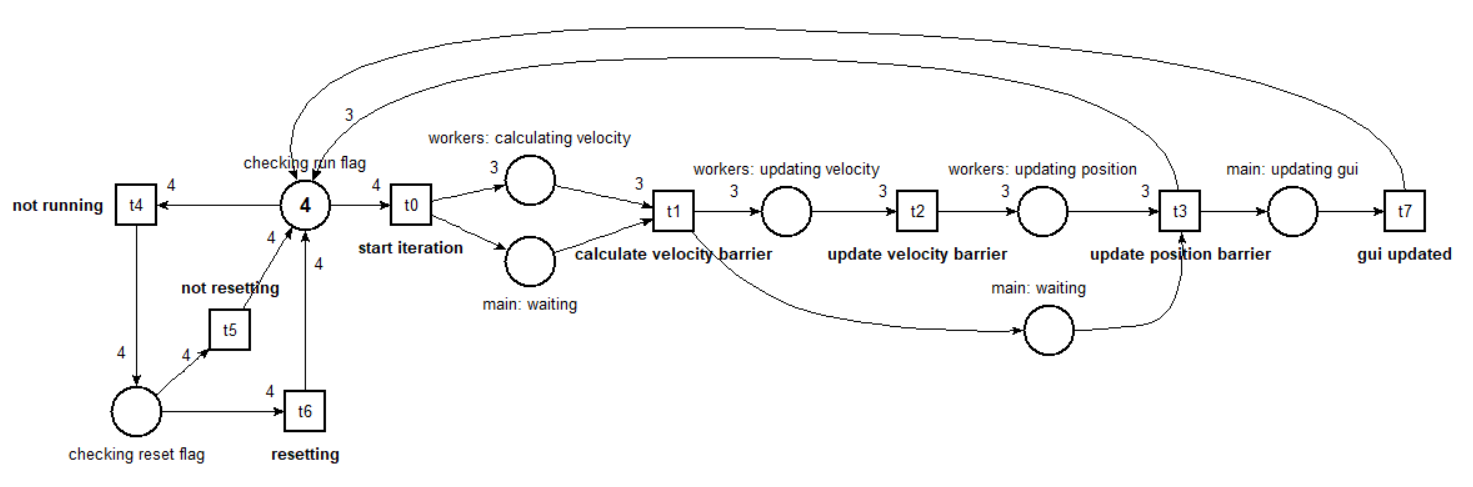 3
checking run flag
workers: calculating velocity
workers: updating velocity
workers: updating position
main: updating gui
not running
4
t4
4
4
t0
3
3
t1
3
3
t2
3
3
t3
t7
4
start iteration
calculate velocity barrier
update velocity barrier
update position barrier
gui updated
4
4
not resetting
main: waiting
main: waiting
t5
4
4
4
t6
checking reset flag
resetting